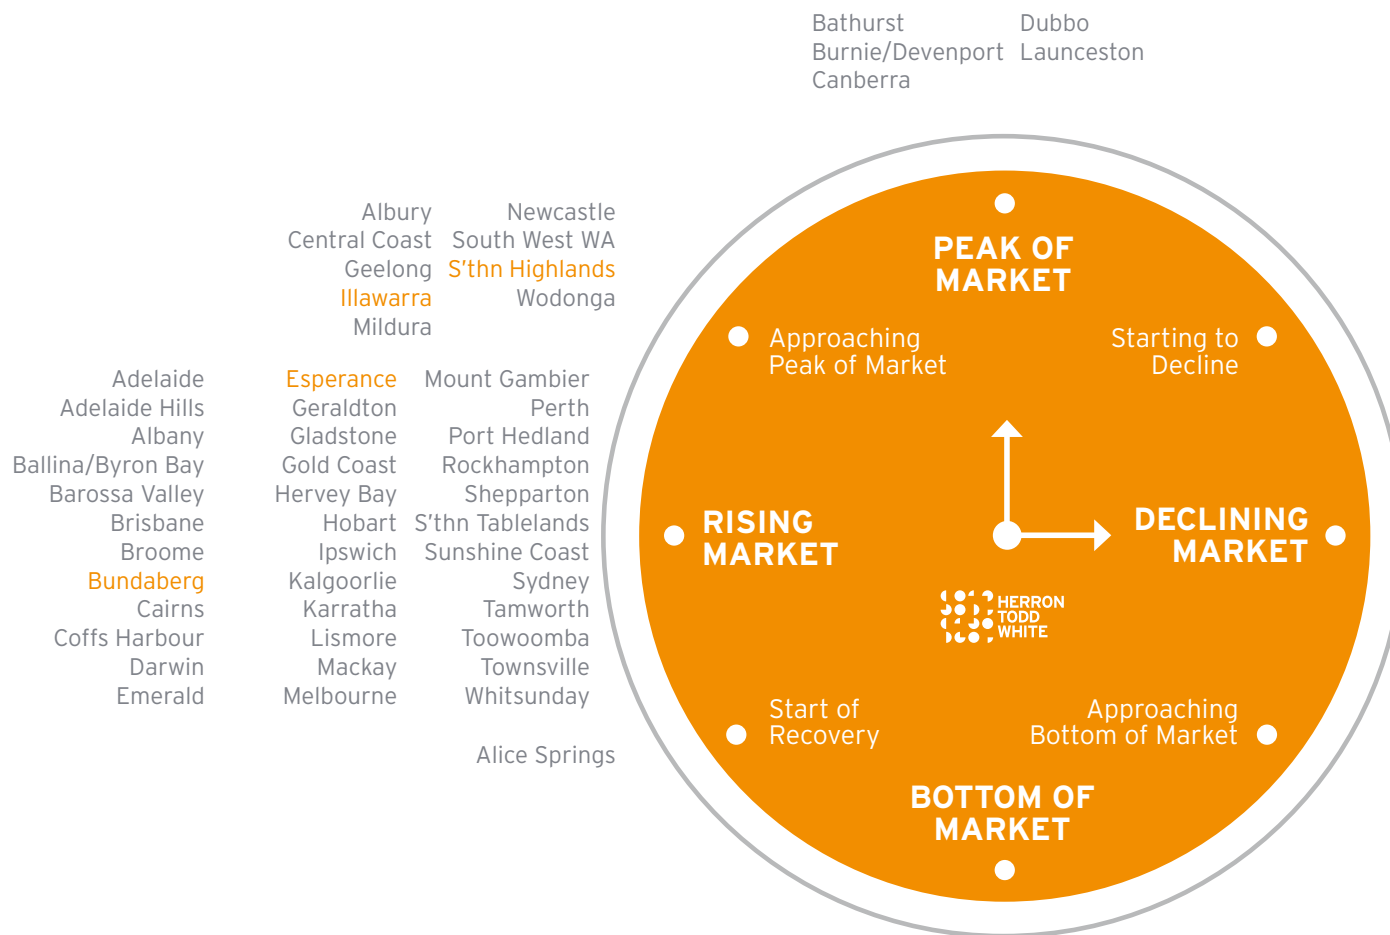 Bathurst Dubbo
Burnie/Devenport Launceston
Canberra
Albury Newcastle
Central Coast South West WA
Geelong S'thn Highlands
Illawarra Wodonga
Mildura
Adelaide Esperance Mount Gambier
Adelaide Hills Geraldton Perth
Albany Gladstone Port Hedland
Ballina/Byron Bay Gold Coast Rockhampton
Barossa Valley Hervey Bay Shepparton
Brisbane Hobart S'thn Tablelands
Broome Ipswich Sunshine Coast
Bundaberg Kalgoorlie Sydney
Cairns Karratha Tamworth
Coffs Harbour Lismore Toowoomba
Darwin Mackay Townsville
Emerald Melbourne Whitsunday
Alice Springs
PEAK OF
MARKET
Approaching
Peak of Market
Starting to
Decline
RISING
MARKET
DECLINING
MARKET
HERRON
TODD
WHITE
Start of
Recovery
Approaching
Bottom of Market
BOTTOM OF
MARKET